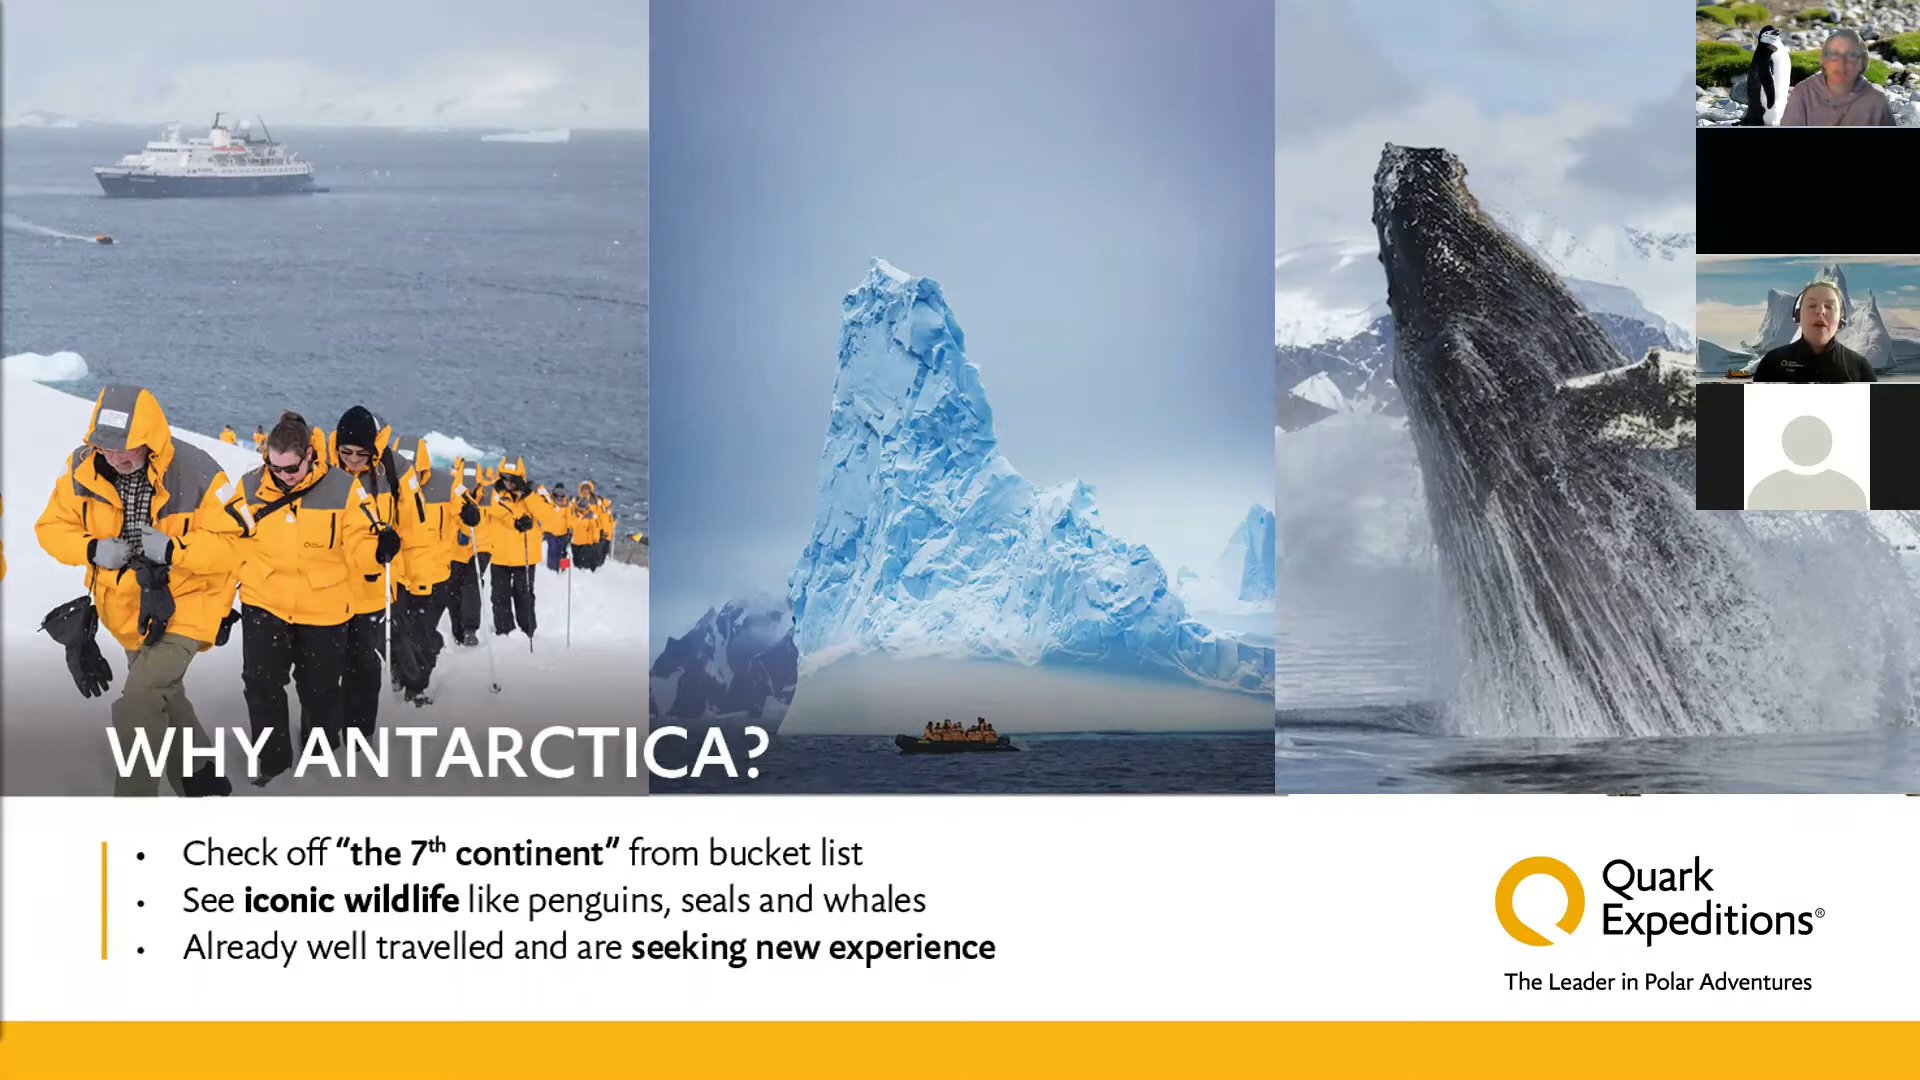 WHY ANTARCTICA?
• Check off “the 7th continent” from bucket list
• See iconic wildlife like penguins, seals and whales
• Already well travelled and are seeking new experience
Quark
Expeditions®
The Leader in Polar Adventures